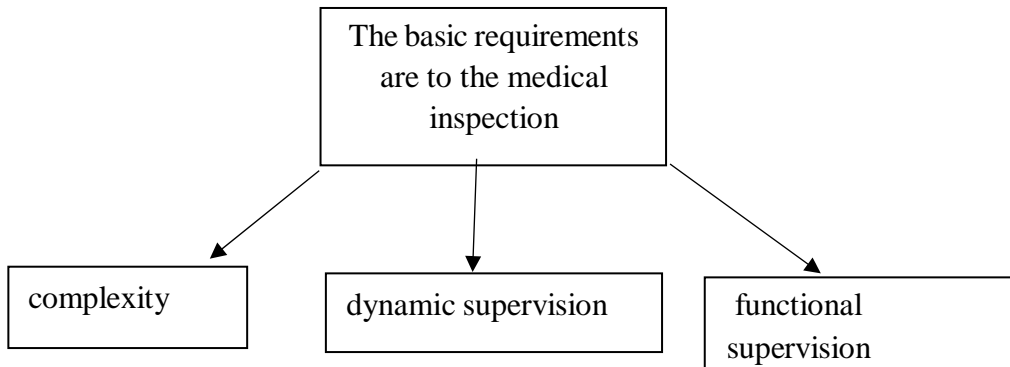 The basic requirements
are to the medical
inspection
complexity
dynamic supervision
functional
supervision